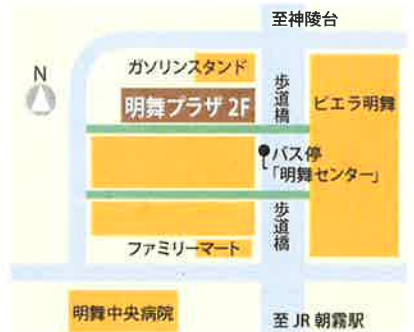 至神陵台
N
ガソリンスタンド
明舞プラザ 2F
歩道橋
ピエラ明舞
バス停
「明舞センター」
歩道橋
ファミリーマート
明舞中央病院
至 JR 朝霧駅